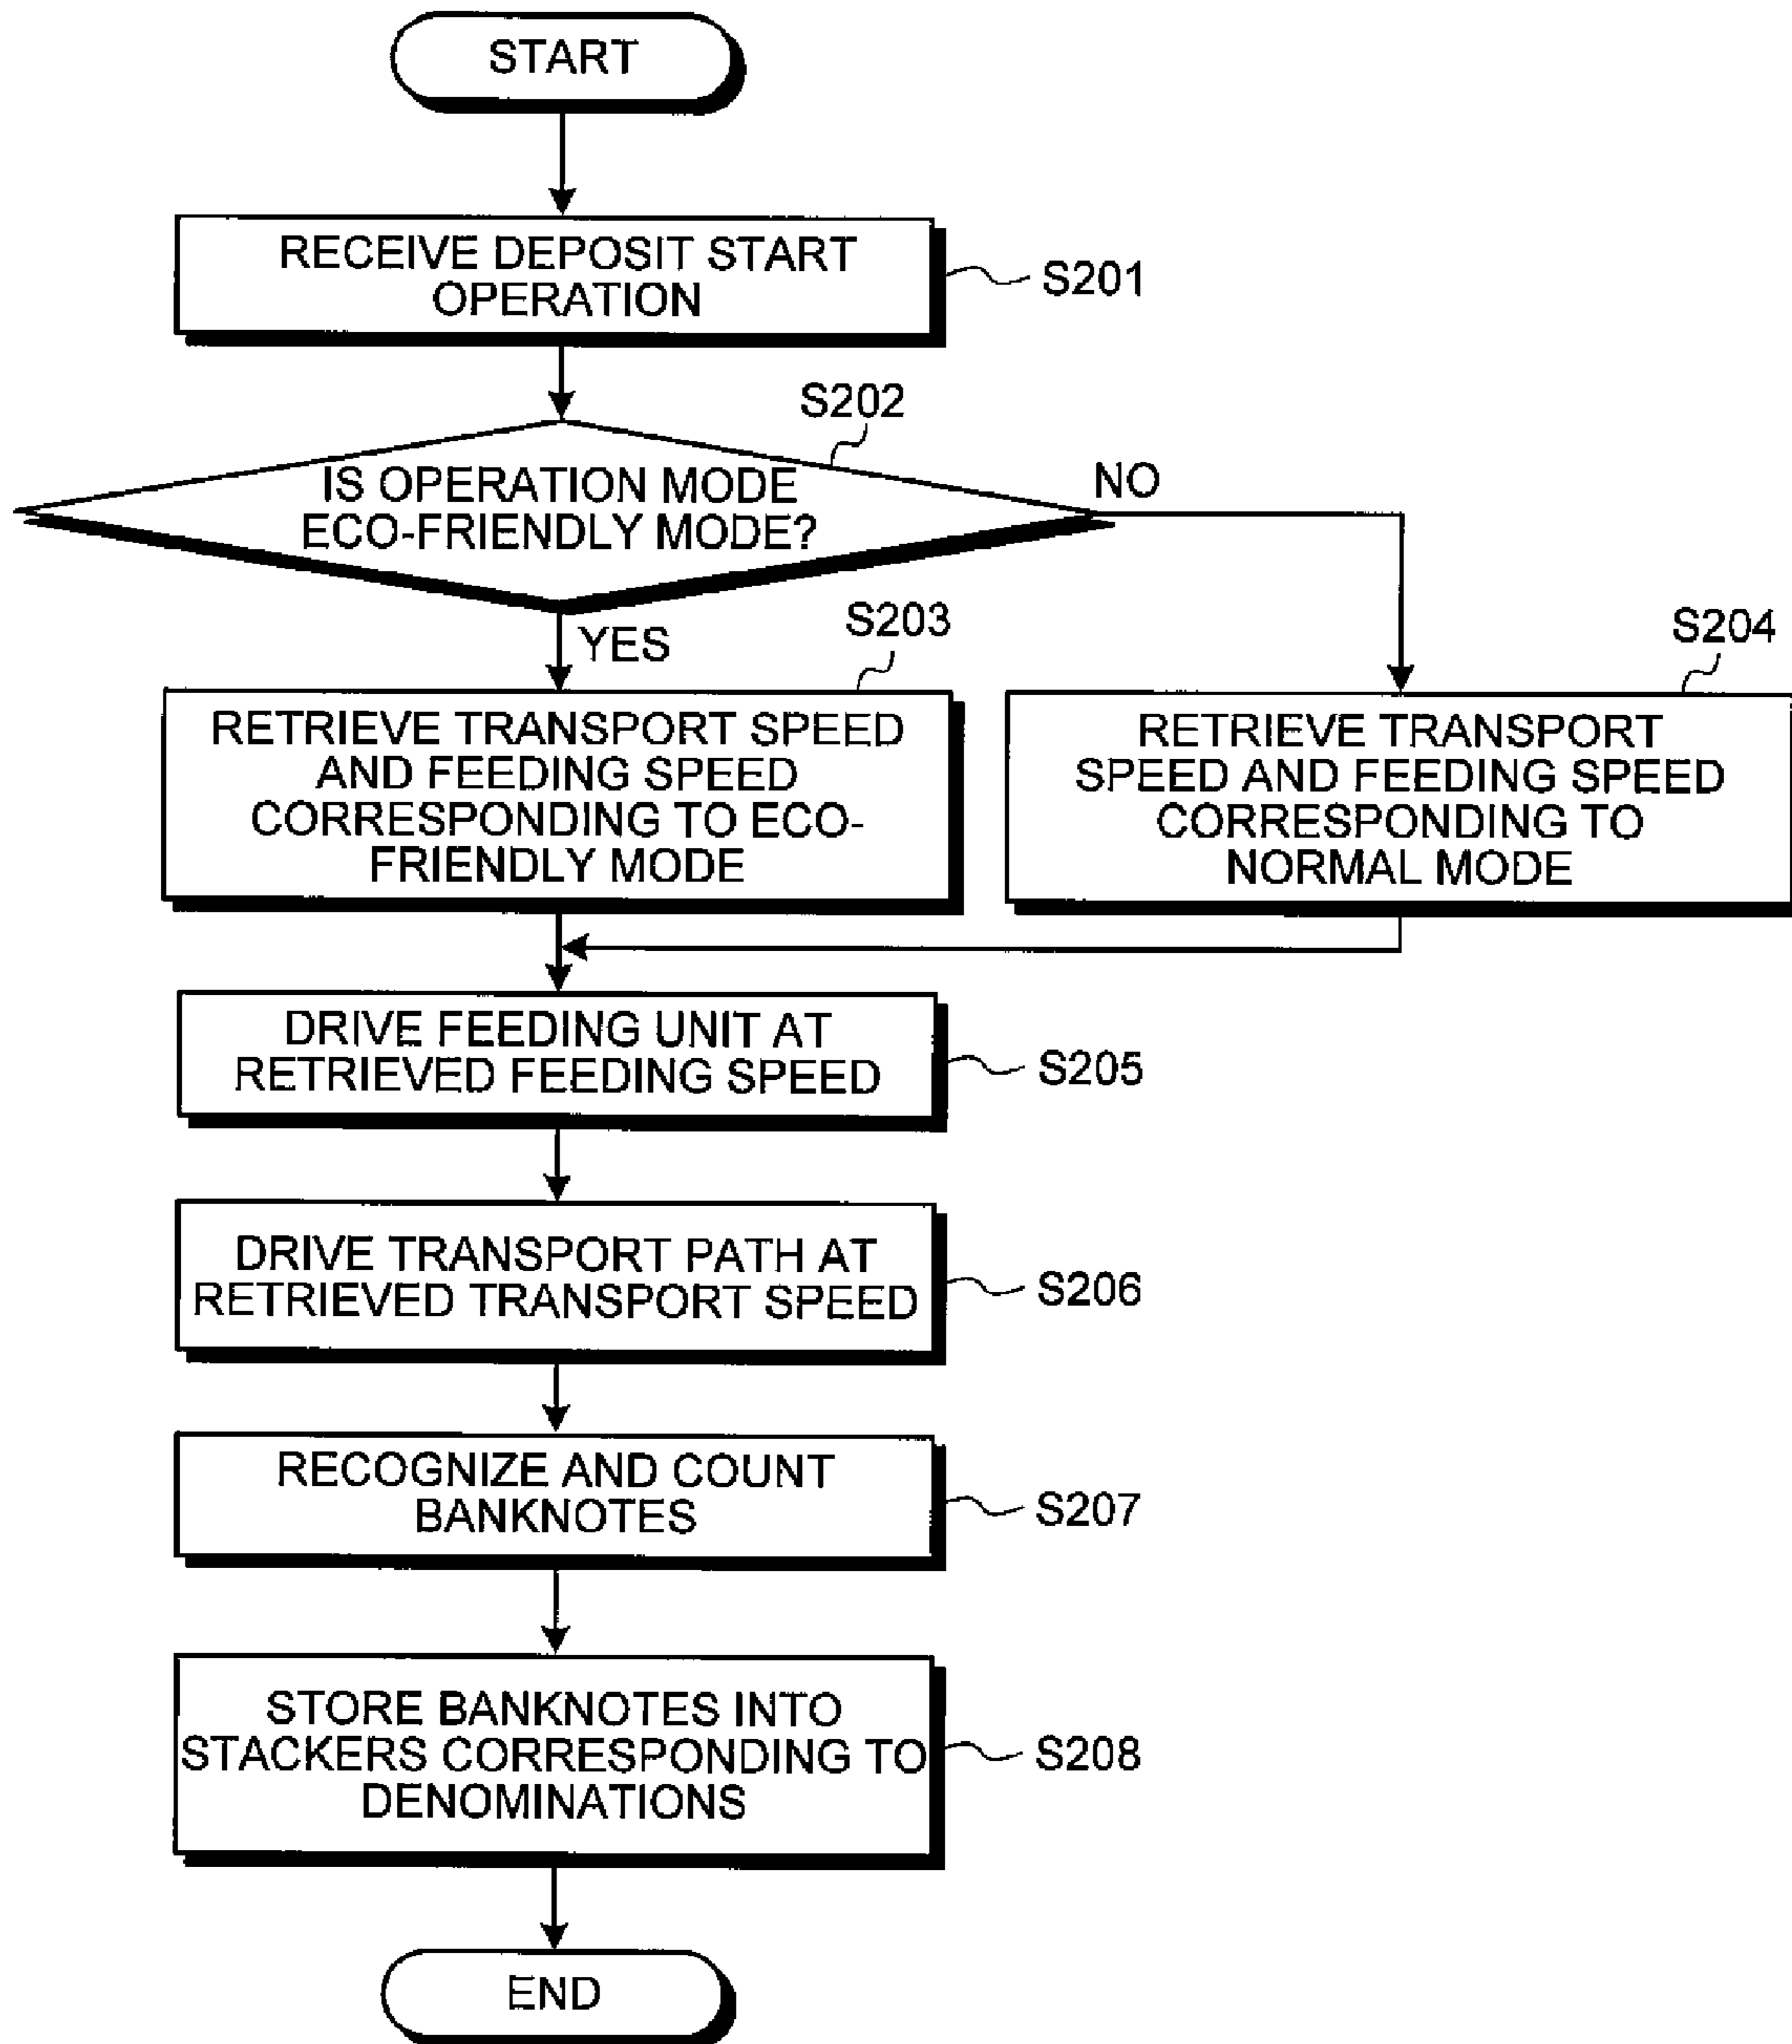 START
RECEIVE DEPOSIT START
OPERATION
S201
S202
IS OPERATION MODE
ECO-FRIENDLY MODE?
NO
YES
S203
RETRIEVE TRANSPORT SPEED
AND FEEDING SPEED
CORRESPONDING TO ECO-
FRIENDLY MODE
S204
RETRIEVE TRANSPORT
SPEED AND FEEDING SPEED
CORRESPONDING TO
NORMAL MODE
DRIVE FEEDING UNIT AT
RETRIEVED FEEDING SPEED
S205
DRIVE TRANSPORT PATH AT
RETRIEVED TRANSPORT SPEED
S206
RECOGNIZE AND COUNT
BANKNOTES
S207
STORE BANKNOTES INTO
STACKERS CORRESPONDING TO
DENOMINATIONS
S208
END